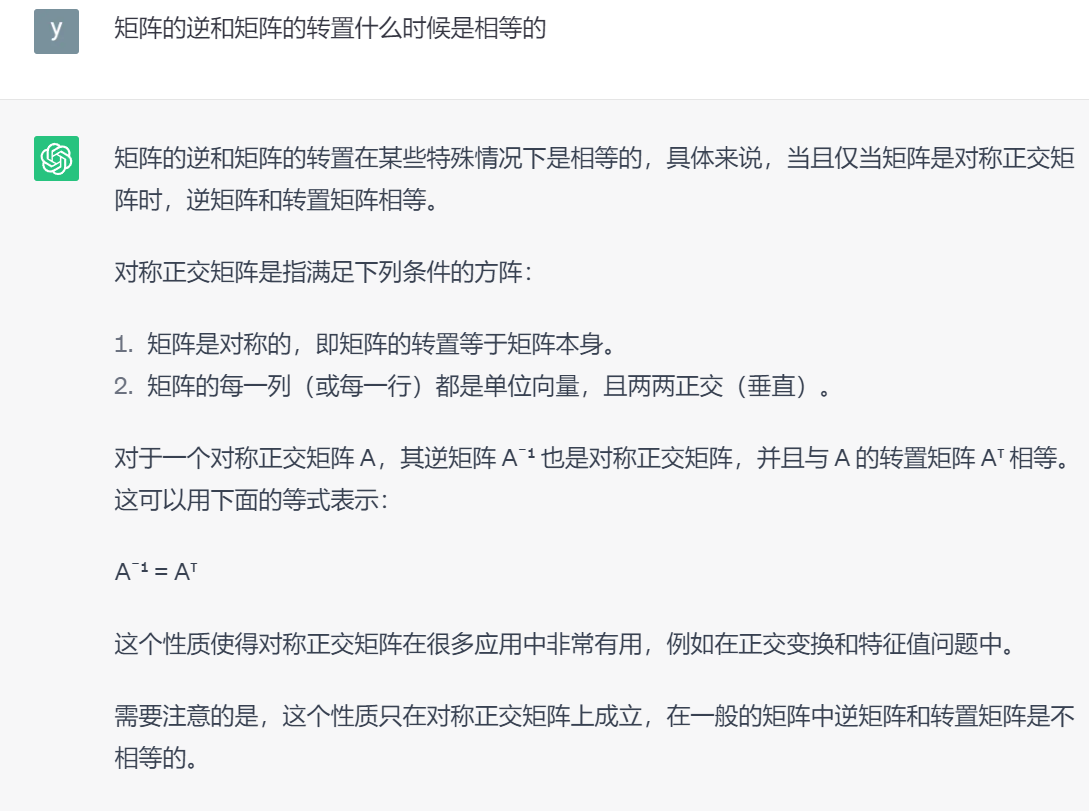 y
矩阵的逆和矩阵的转置什么时候是相等的
矩阵的逆和矩阵的转置在某些特殊情况下是相等的，具体来说，当且仅当矩阵是对称正交矩
阵时，逆矩阵和转置矩阵相等。
对称正交矩阵是指满足下列条件的方阵：
1. 矩阵是对称的，即矩阵的转置等于矩阵本身。
2. 矩阵的每一列（或每一行）都是单位向量，且两两正交（垂直）。
对于一个对称正交矩阵 A，其逆矩阵 A⁻¹ 也是对称正交矩阵，并且与 A 的转置矩阵 Aᵀ 相等。
这可以用下面的等式表示：
A⁻¹ = Aᵀ
这个性质使得对称正交矩阵在很多应用中非常有用，例如在正交变换和特征值问题中。
需要注意的是，这个性质只在对称正交矩阵上成立，在一般的矩阵中逆矩阵和转置矩阵是不
相等的。